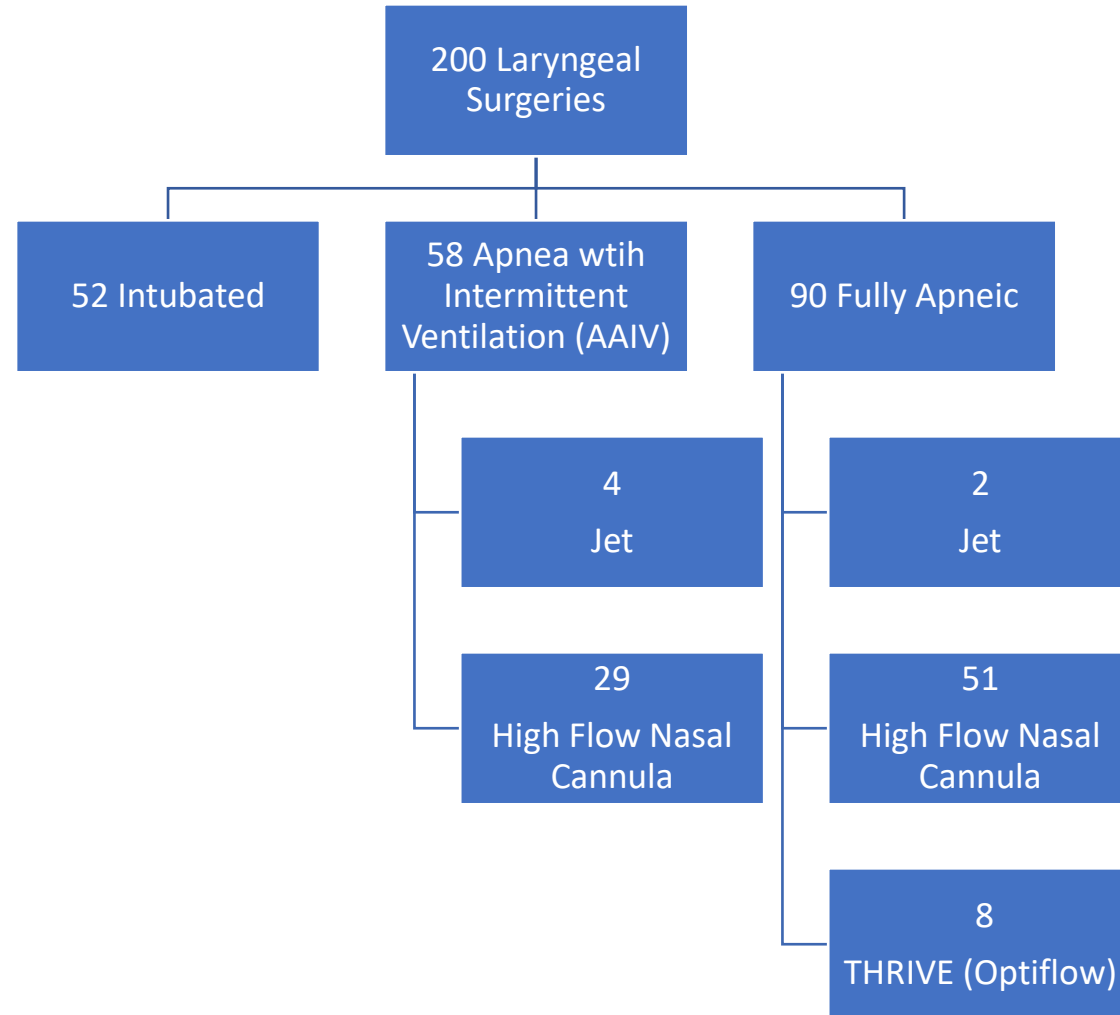 200 Laryngeal
Surgeries
52 Intubated
58 Apnea wtih
Intermittent
Ventilation (AAIV)
90 Fully Apneic
4
Jet
2
Jet
29
High Flow Nasal
Cannula
51
High Flow Nasal
Cannula
8
THRIVE (Optiflow)